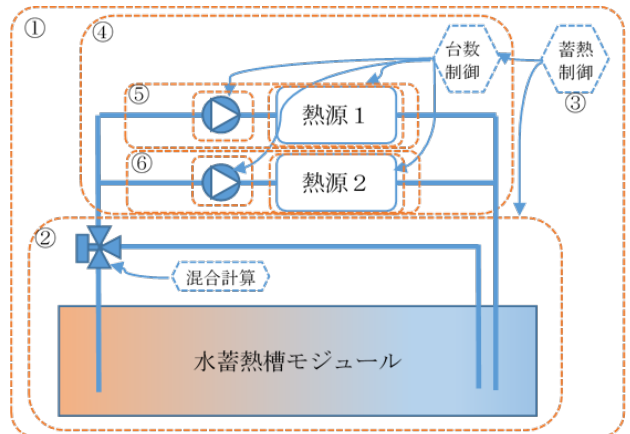 ①
④
台数
制御
蓄熱
制御
③
⑤
熱源１
⑥
熱源２
②
混合計算
水蓄熱槽モジュール